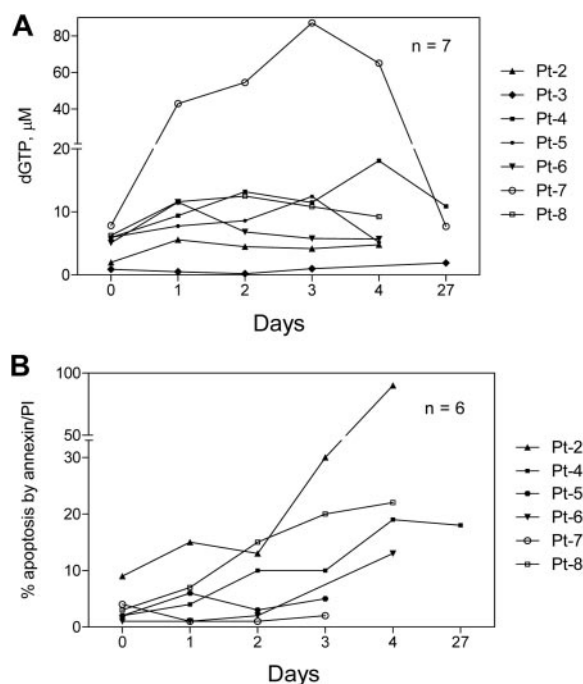 A
n = 7
dGTP, µM
80
60
40
20
10
0
0 1 2 3 4 27
Days
Pt-2
Pt-3
Pt-4
Pt-5
Pt-6
Pt-7
Pt-8
B
n = 6
% apoptosis by annexin/PI
100
50
30
20
10
0
0 1 2 3 4 27
Days
Pt-2
Pt-4
Pt-5
Pt-6
Pt-7
Pt-8